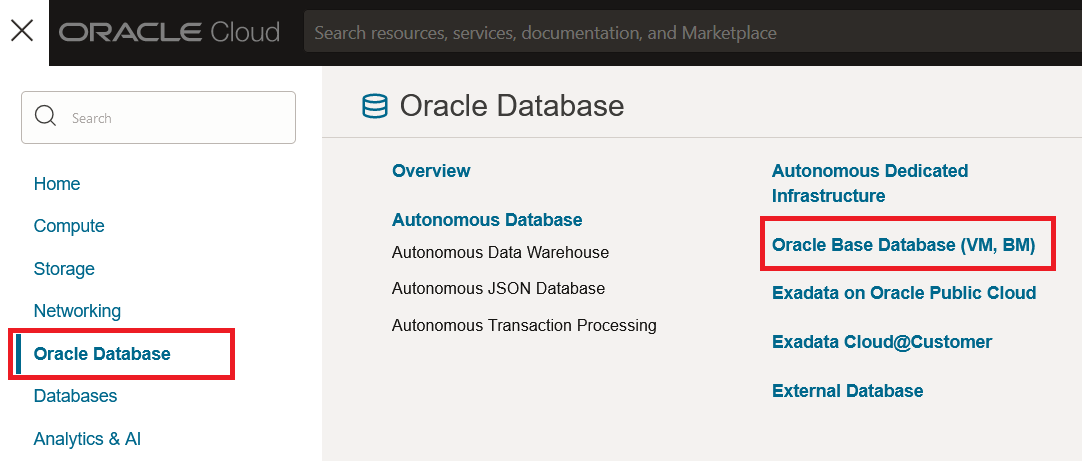 ORACLE Cloud
Search resources, services, documentation, and Marketplace
Search
Home
Compute
Storage
Networking
Oracle Database
Databases
Analytics & AI
Oracle Database
Overview
Autonomous Database
Autonomous Data Warehouse
Autonomous JSON Database
Autonomous Transaction Processing
Autonomous Dedicated
Infrastructure
Oracle Base Database (VM, BM)
Exadata on Oracle Public Cloud
Exadata Cloud@Customer
External Database